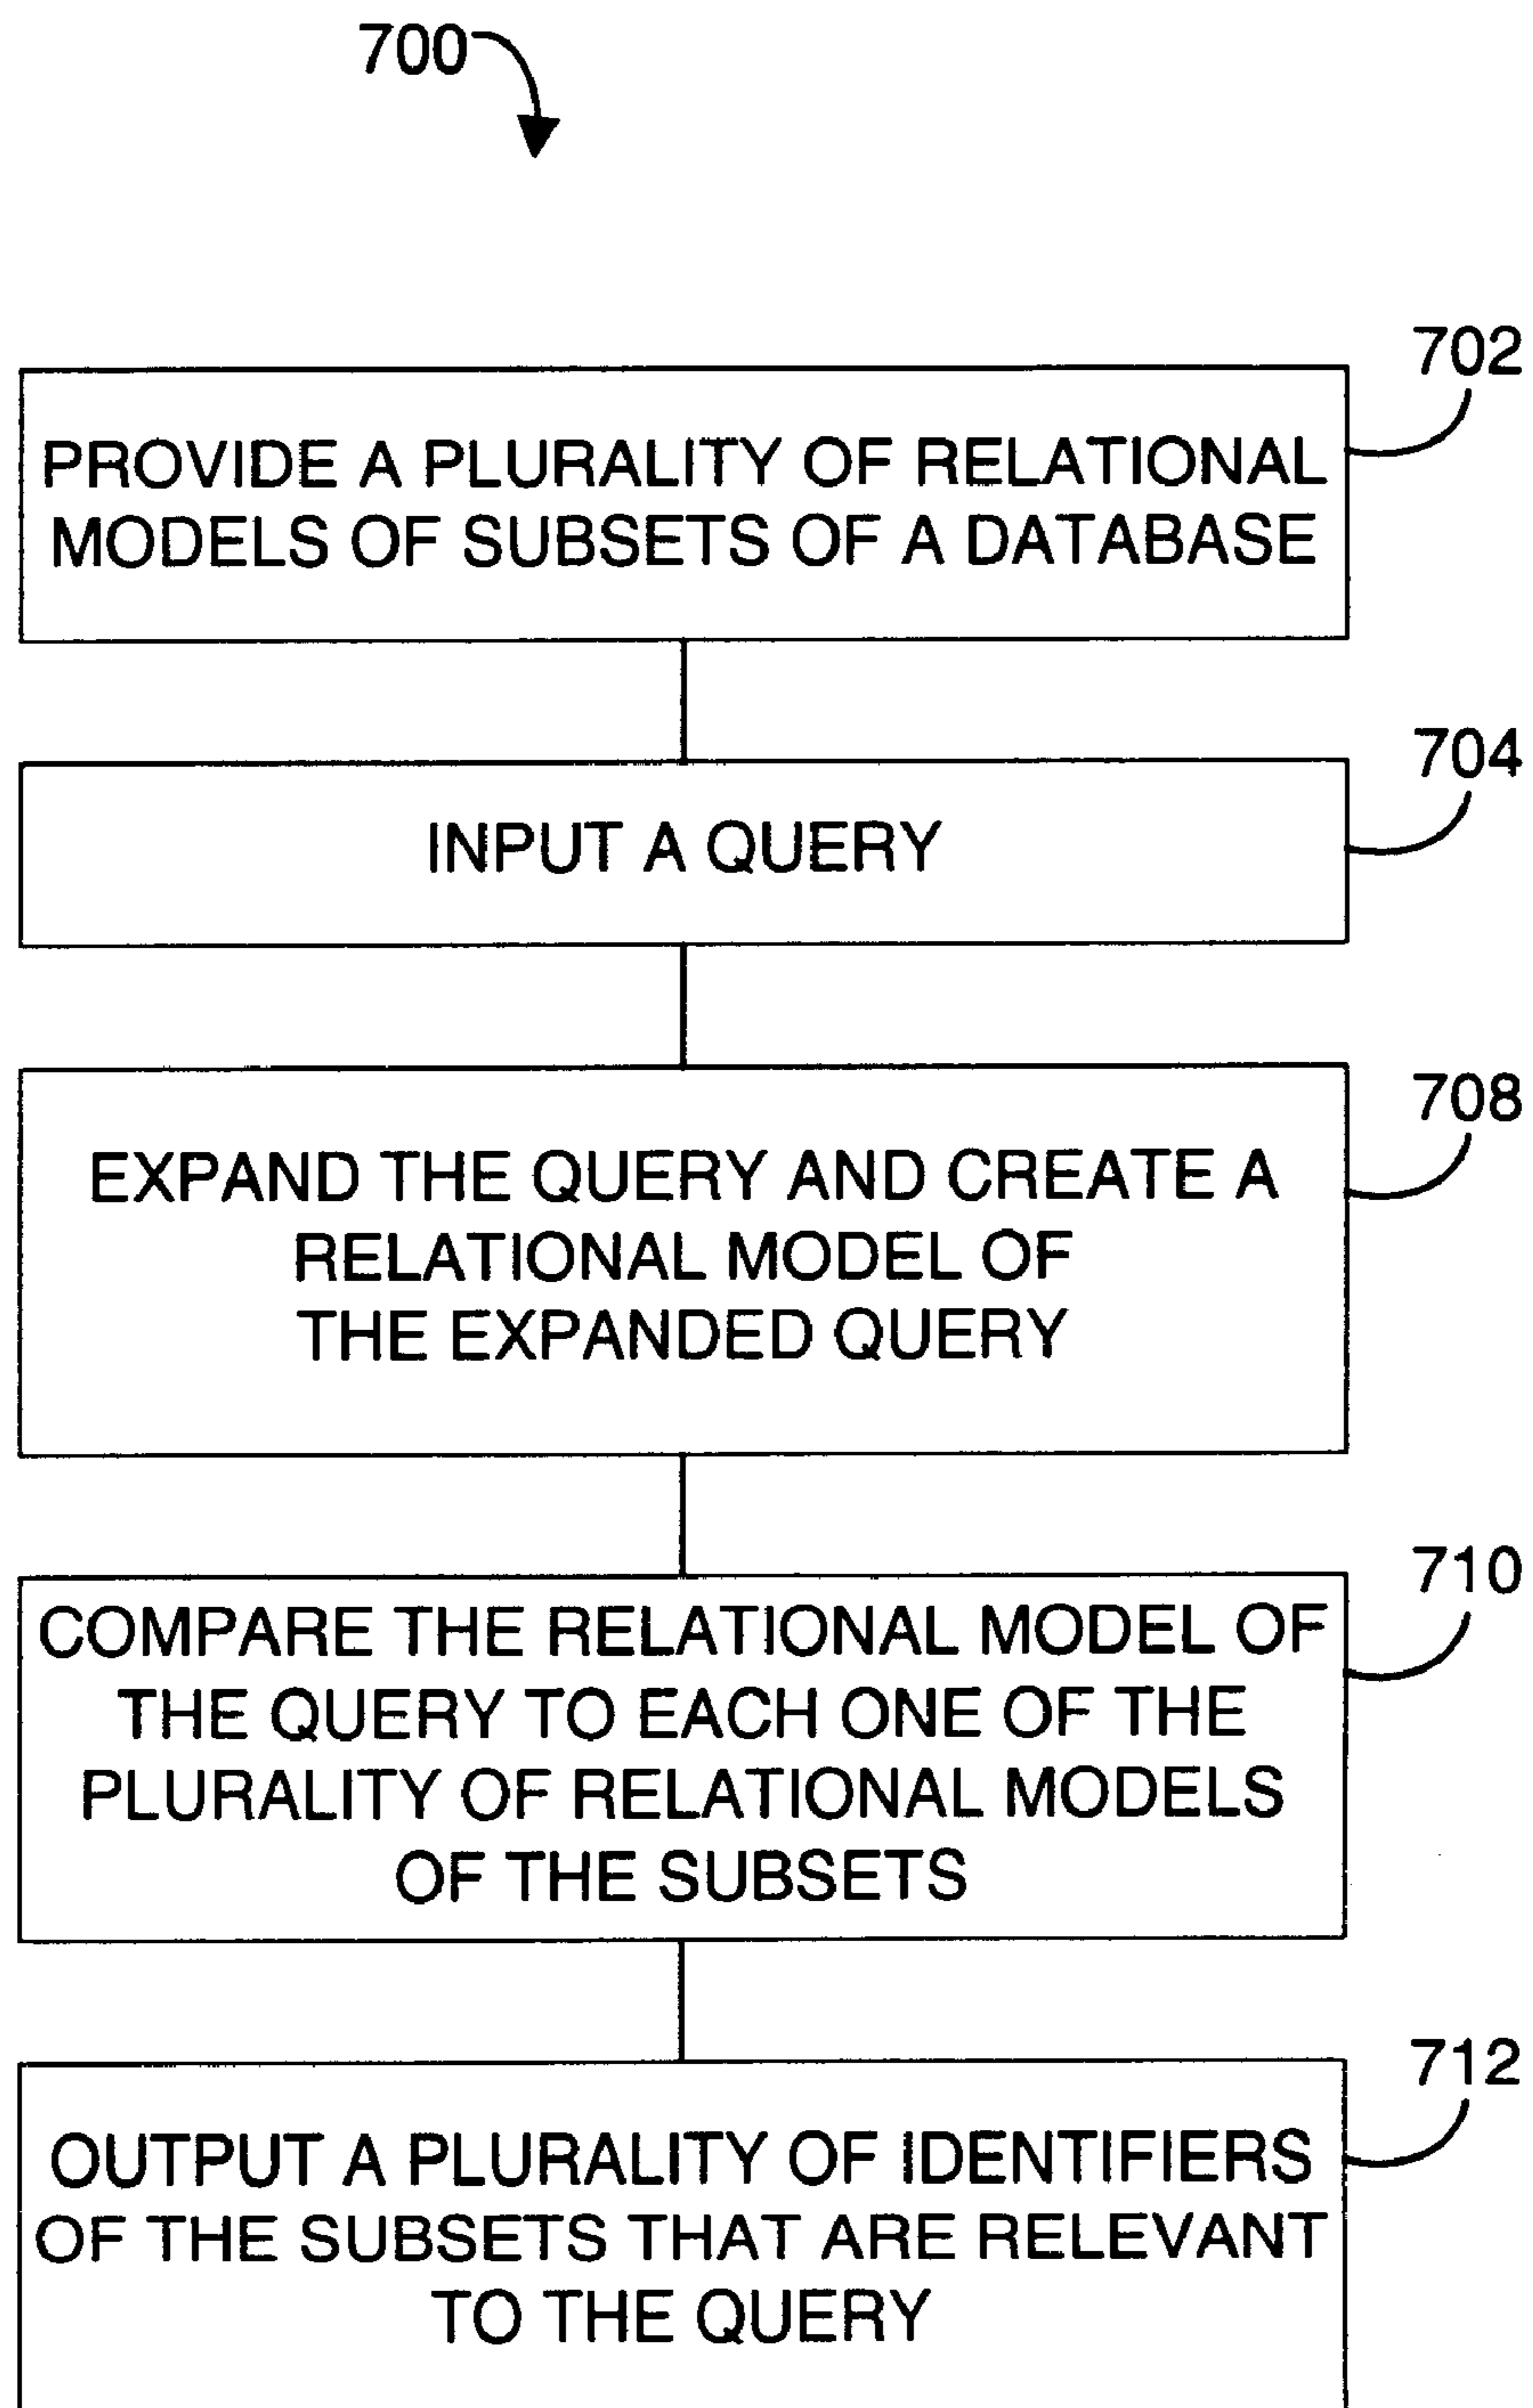 700
702
PROVIDE A PLURALITY OF RELATIONAL
MODELS OF SUBSETS OF A DATABASE
704
INPUT A QUERY
708
EXPAND THE QUERY AND CREATE A
RELATIONAL MODEL OF
THE EXPANDED QUERY
710
COMPARE THE RELATIONAL MODEL OF
THE QUERY TO EACH ONE OF THE
PLURALITY OF RELATIONAL MODELS
OF THE SUBSETS
712
OUTPUT A PLURALITY OF IDENTIFIERS
OF THE SUBSETS THAT ARE RELEVANT
TO THE QUERY